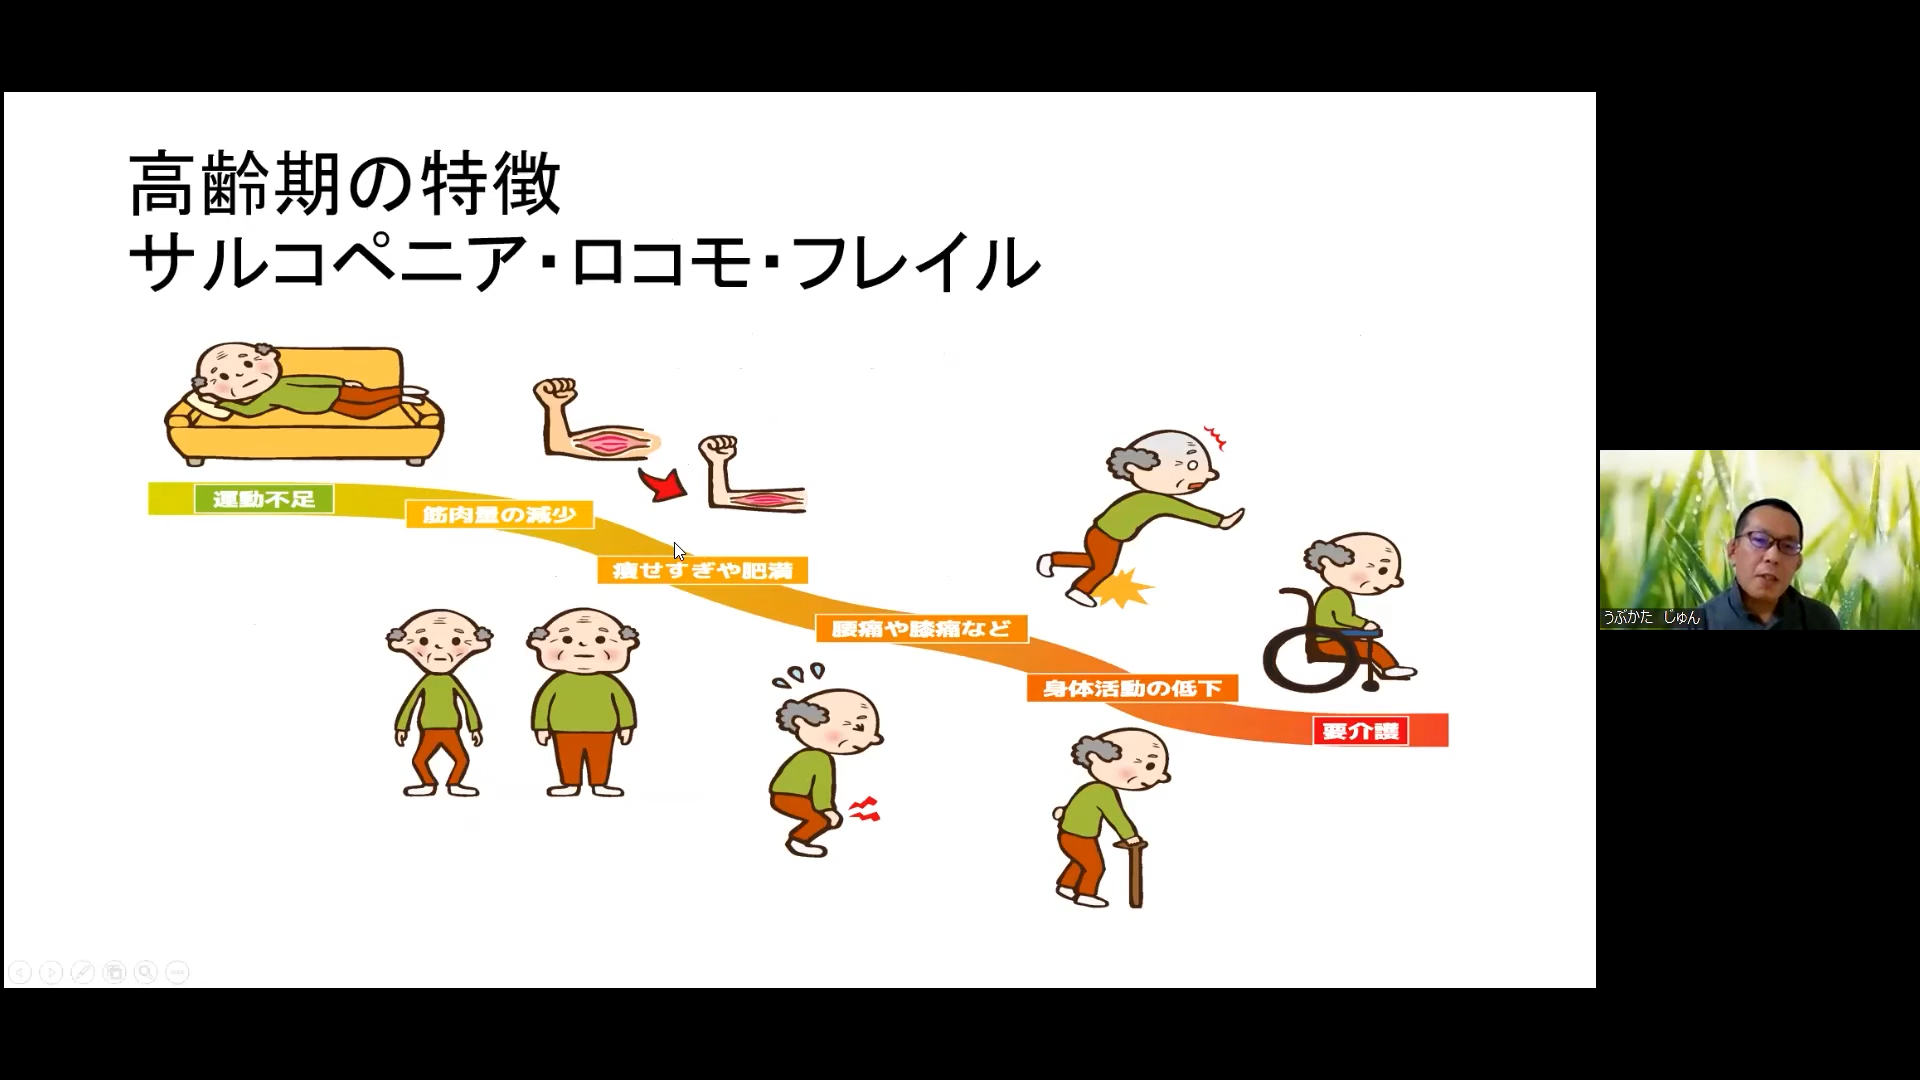 高齢期の特徴
サルコペニア・ロコモ・フレイル
運動不足
筋肉量の減少
痩せすぎや肥満
腰痛や膝痛など
身体活動の低下
要介護
うぶかた じゅん